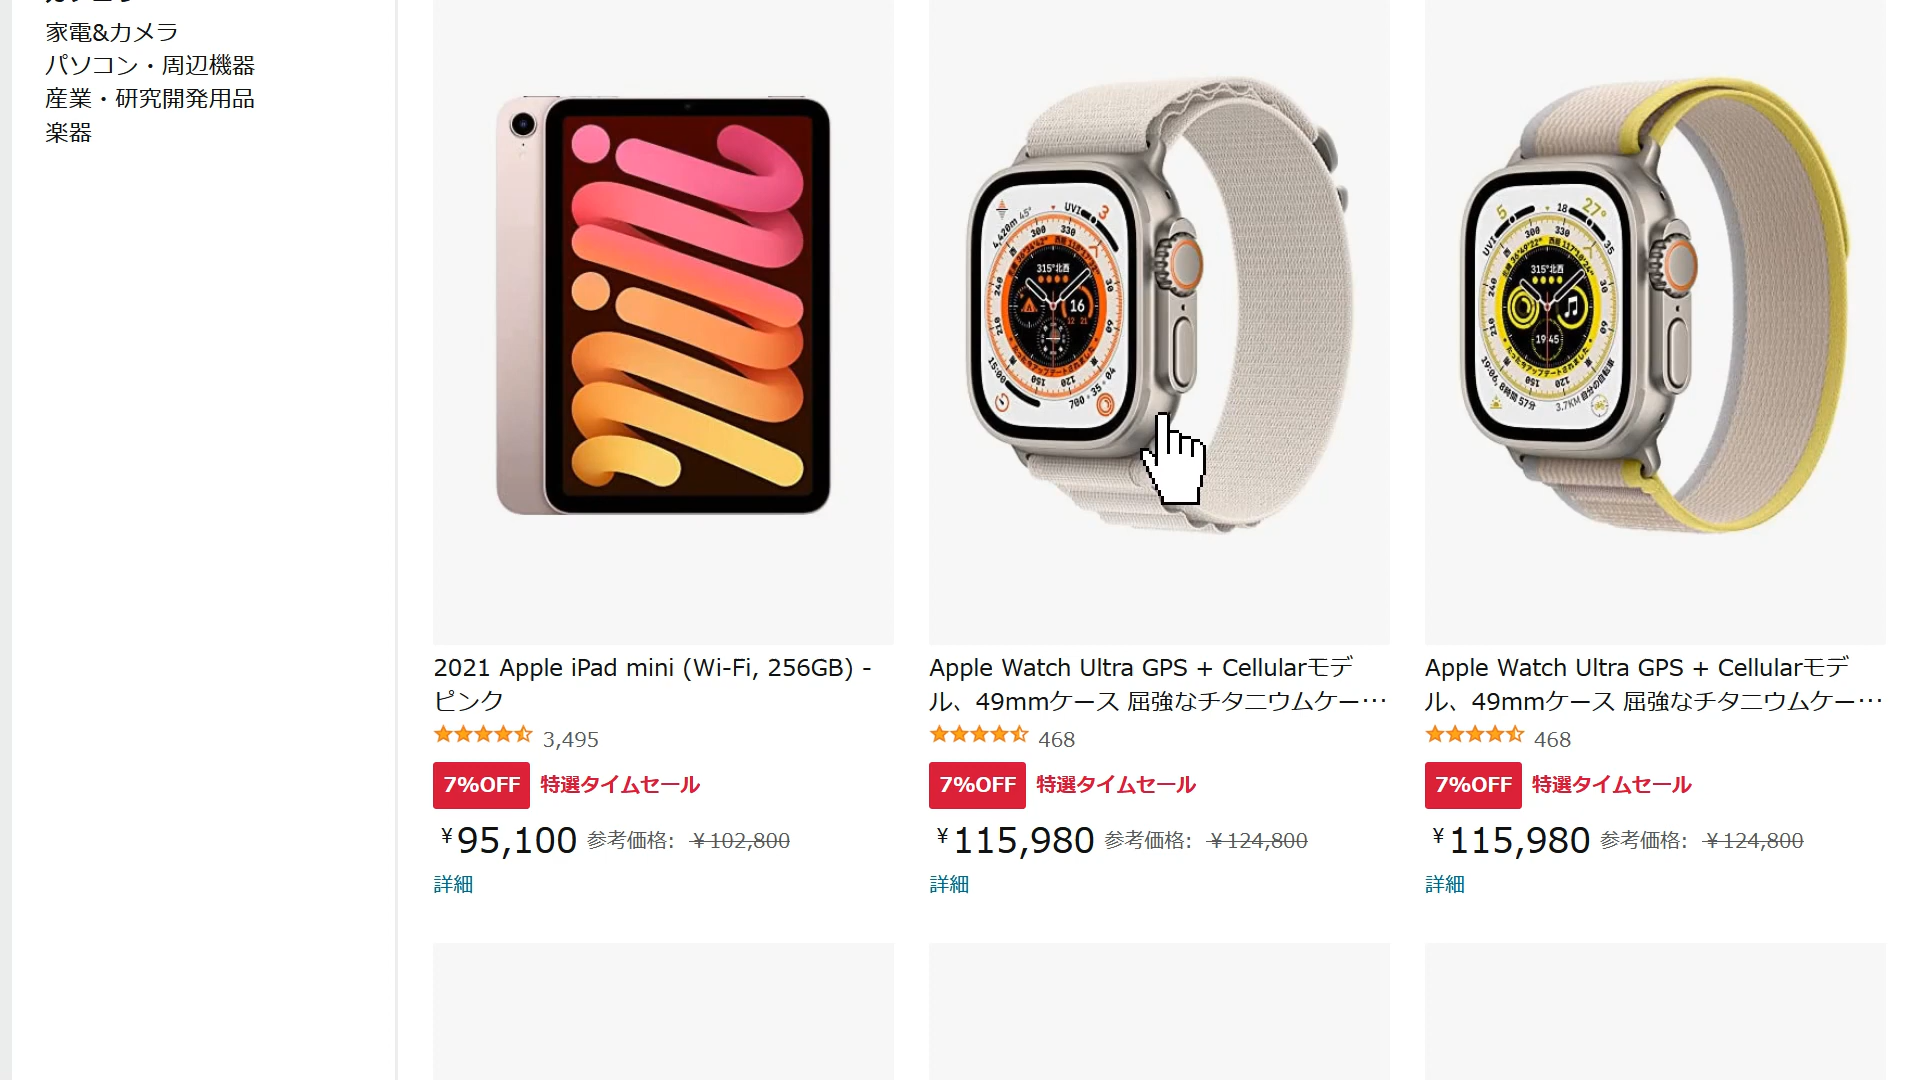 家電&カメラ
パソコン・周辺機器
産業・研究開発用品
楽器
2021 Apple iPad mini (Wi-Fi, 256GB) -
ピンク
3,495
7%OFF 特選タイムセール
¥95,100 参考価格: ¥102,800
詳細
Apple Watch Ultra GPS + Cellularモデ
ル、49mmケース 屈強なチタニウムケー…
468
7%OFF 特選タイムセール
¥115,980 参考価格: ¥124,800
詳細
Apple Watch Ultra GPS + Cellularモデ
ル、49mmケース 屈強なチタニウムケー…
468
7%OFF 特選タイムセール
¥115,980 参考価格: ¥124,800
詳細